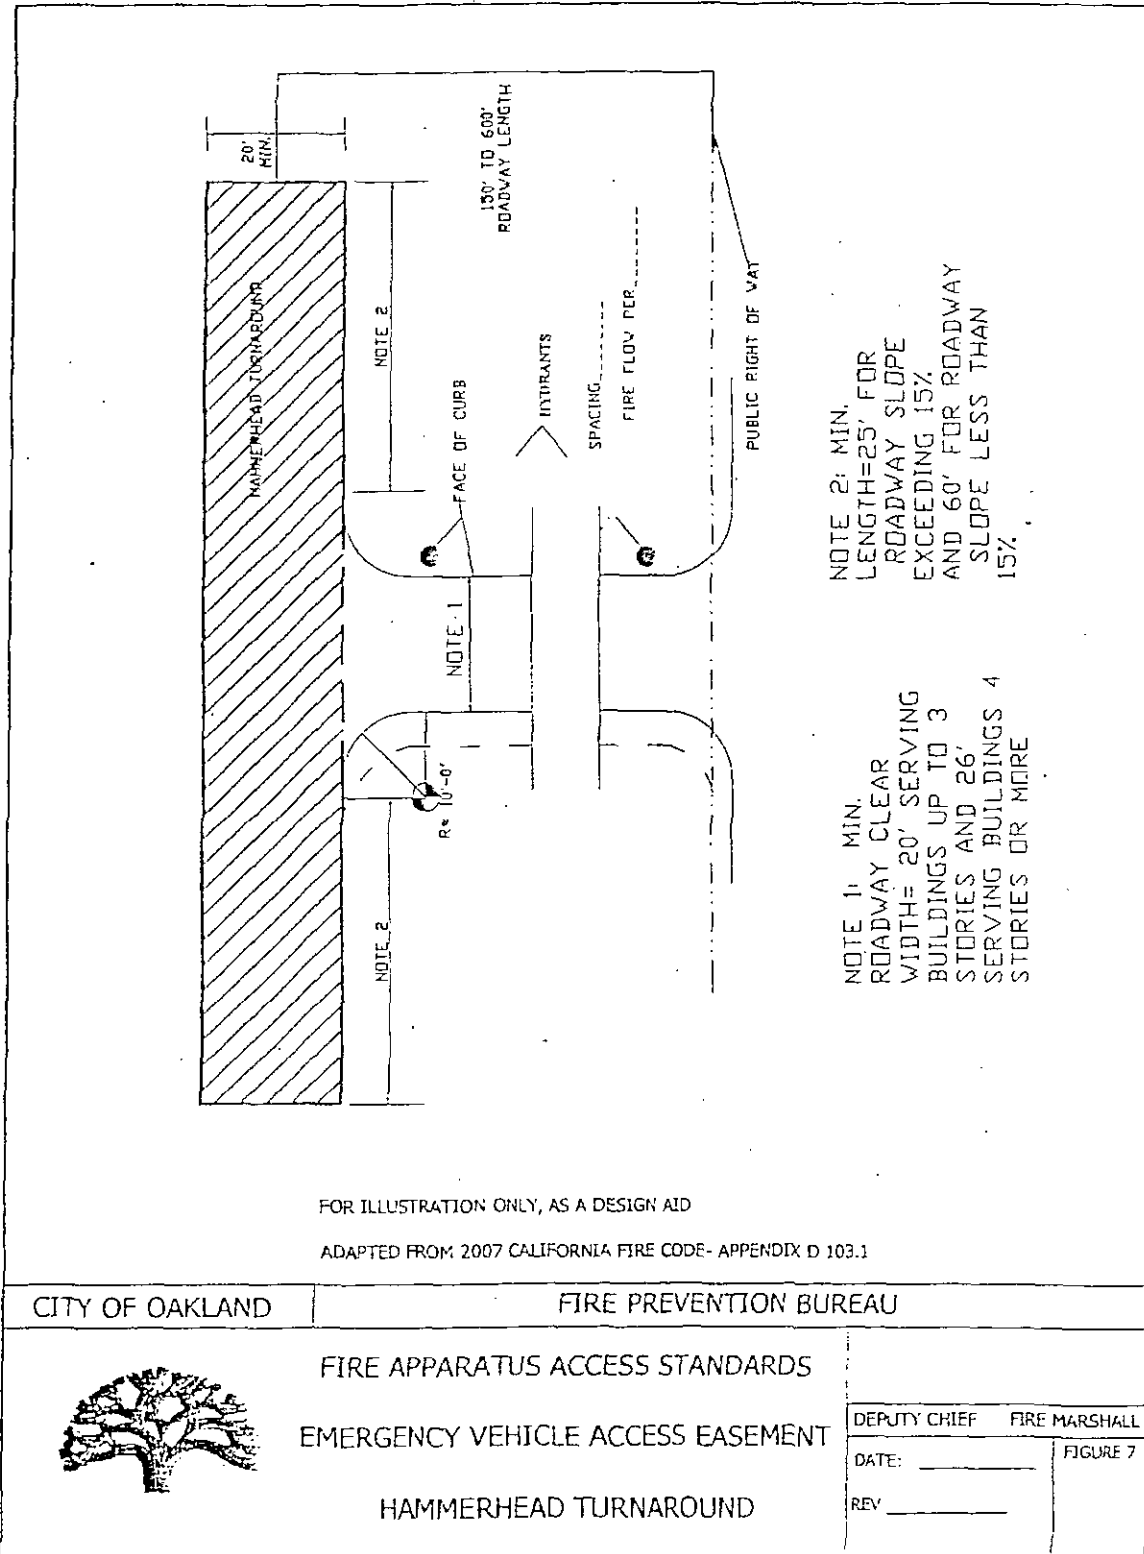 20'
MIN.
HAMMERHEAD TURNAROUND
150' TO 600'
ROADWAY LENGTH
NOTE 2
FACE OF CURB
HYDRANTS
SPACING
FIRE FLOW PER
PUBLIC RIGHT OF WAY
NOTE 1
R= 10'-0'
NOTE 2
NOTE 2: MIN.
LENGTH=25' FOR
ROADWAY SLOPE
EXCEEDING 15%
AND 60' FOR ROADWAY
SLOPE LESS THAN
15%.
NOTE 1: MIN.
ROADWAY CLEAR
WIDTH= 20' SERVING
BUILDINGS UP TO 3
STORIES AND 26'
SERVING BUILDINGS 4
STORIES OR MORE
FOR ILLUSTRATION ONLY, AS A DESIGN AID
ADAPTED FROM 2007 CALIFORNIA FIRE CODE- APPENDIX D 103.1
CITY OF OAKLAND
FIRE PREVENTION BUREAU
FIRE APPARATUS ACCESS STANDARDS
EMERGENCY VEHICLE ACCESS EASEMENT
HAMMERHEAD TURNAROUND
DEPUTY CHIEF FIRE MARSHALL
DATE:
FIGURE 7
REV